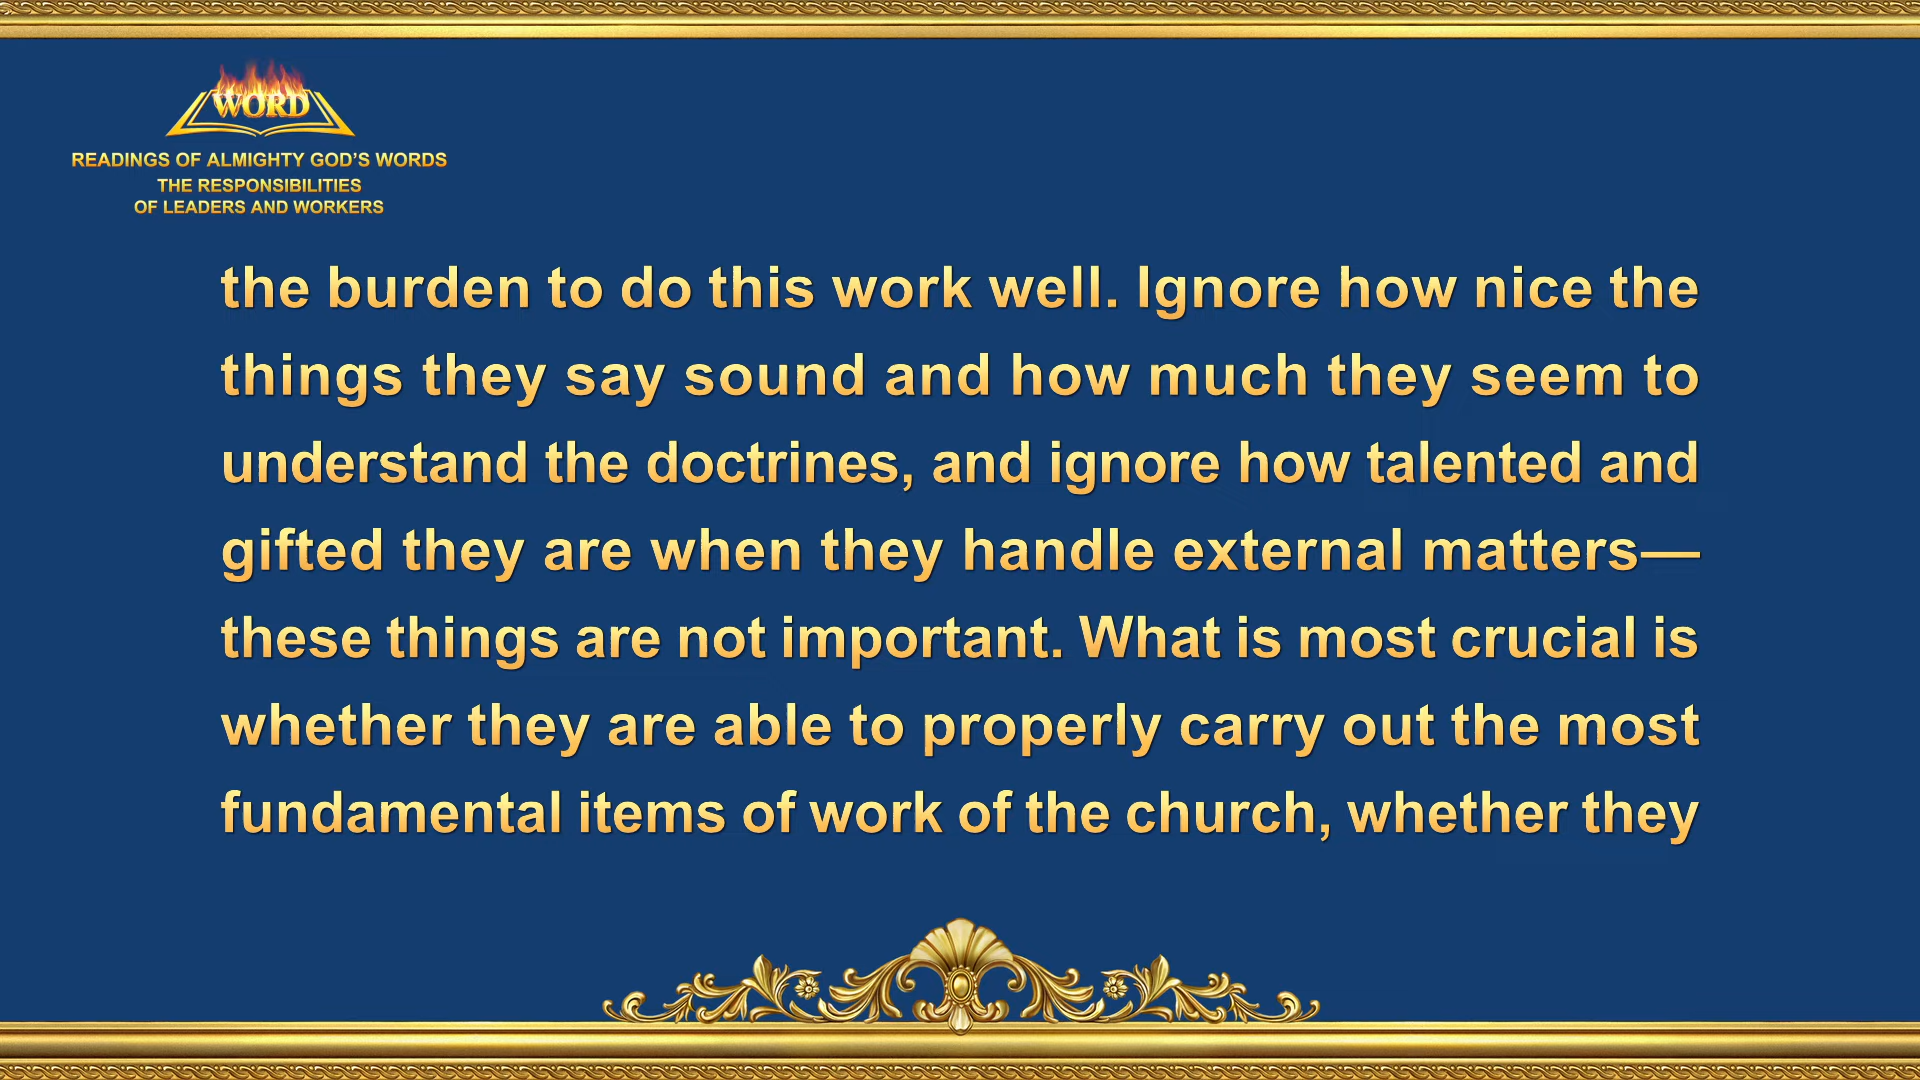 WORD
READINGS OF ALMIGHTY GOD’S WORDS
THE RESPONSIBILITIES
OF LEADERS AND WORKERS
the burden to do this work well. Ignore how nice the
things they say sound and how much they seem to
understand the doctrines, and ignore how talented and
gifted they are when they handle external matters—
these things are not important. What is most crucial is
whether they are able to properly carry out the most
fundamental items of work of the church, whether they